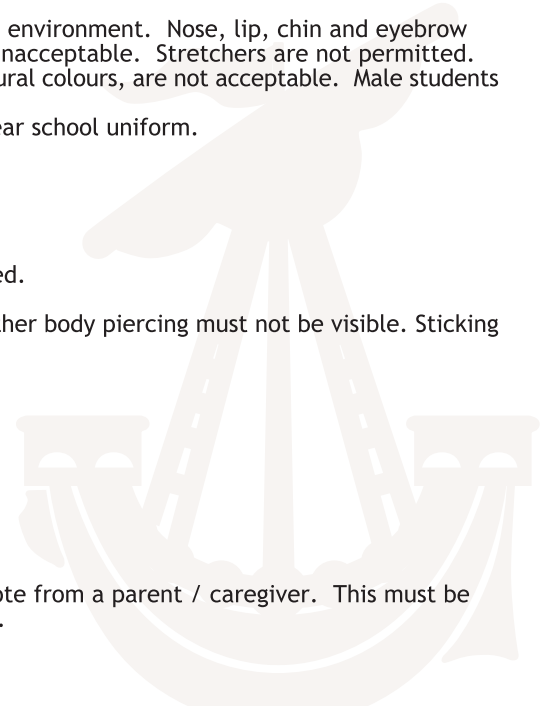 environment. Nose, lip, chin and eyebrow
nacceptable. Stretchers are not permitted.
ural colours, are not acceptable. Male students
ear school uniform.
ed.
her body piercing must not be visible. Sticking
ote from a parent / caregiver. This must be
.